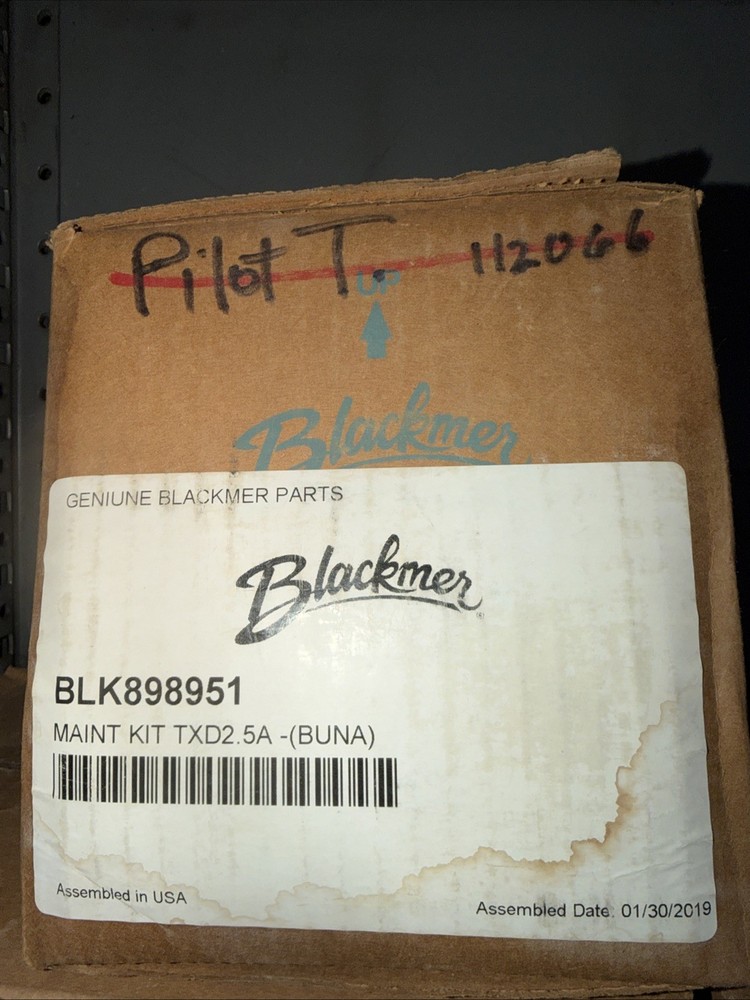 Pilot T. 112066
UP
Blackmer
GENIUNE BLACKMER PARTS
Blackmer
BLK898951
MAINT KIT TXD2.5A -(BUNA)
Assembled in USA
Assembled Date: 01/30/2019